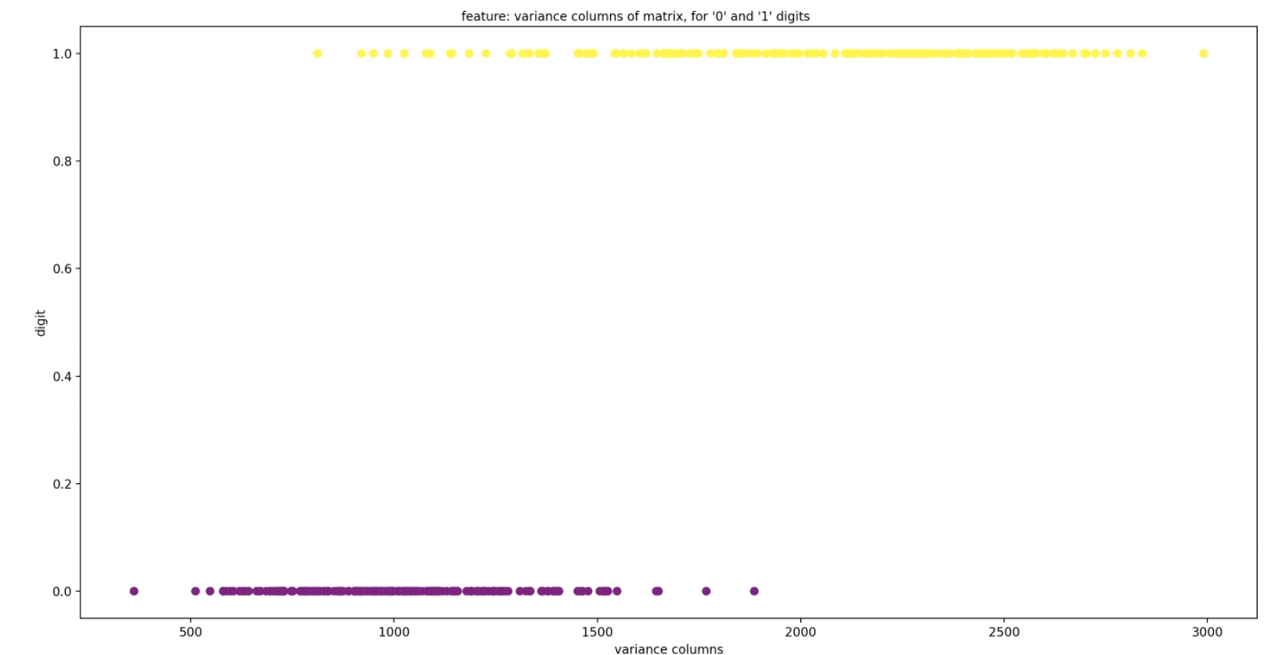 feature: variance columns of matrix, for '0' and '1' digits
1.0
0.8
0.6
digit
0.4
0.2
0.0
500 1000 1500 2000 2500 3000
variance columns